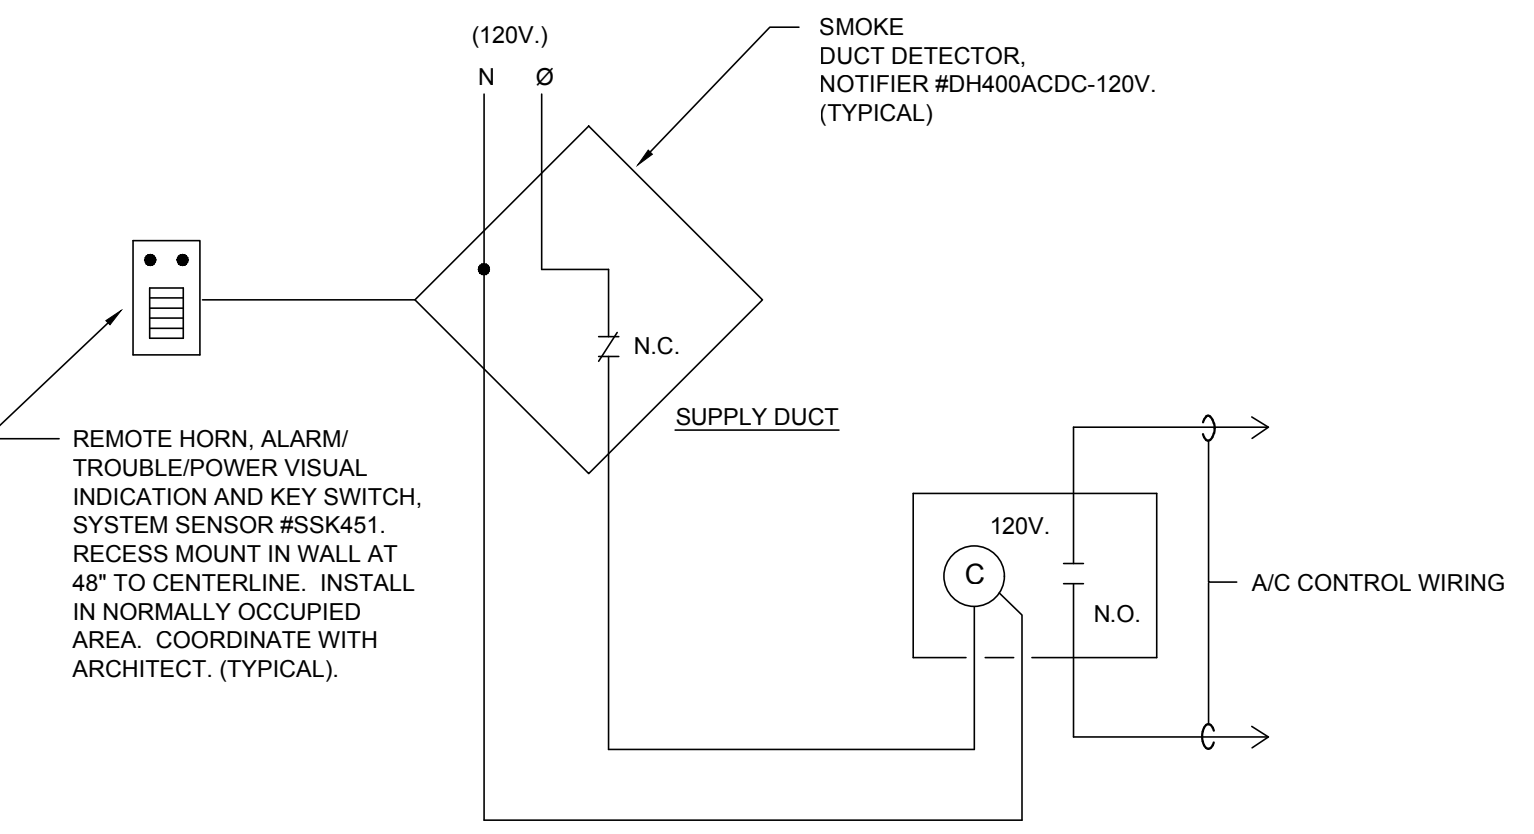 (120V.)
N Ø
SMOKE
DUCT DETECTOR,
NOTIFIER #DH400ACDC-120V.
(TYPICAL)
N.C.
SUPPLY DUCT
REMOTE HORN, ALARM/
TROUBLE/POWER VISUAL
INDICATION AND KEY SWITCH,
SYSTEM SENSOR #SSK451.
RECESS MOUNT IN WALL AT
48" TO CENTERLINE. INSTALL
IN NORMALLY OCCUPIED
AREA. COORDINATE WITH
ARCHITECT. (TYPICAL).
120V.
C
N.O.
A/C CONTROL WIRING